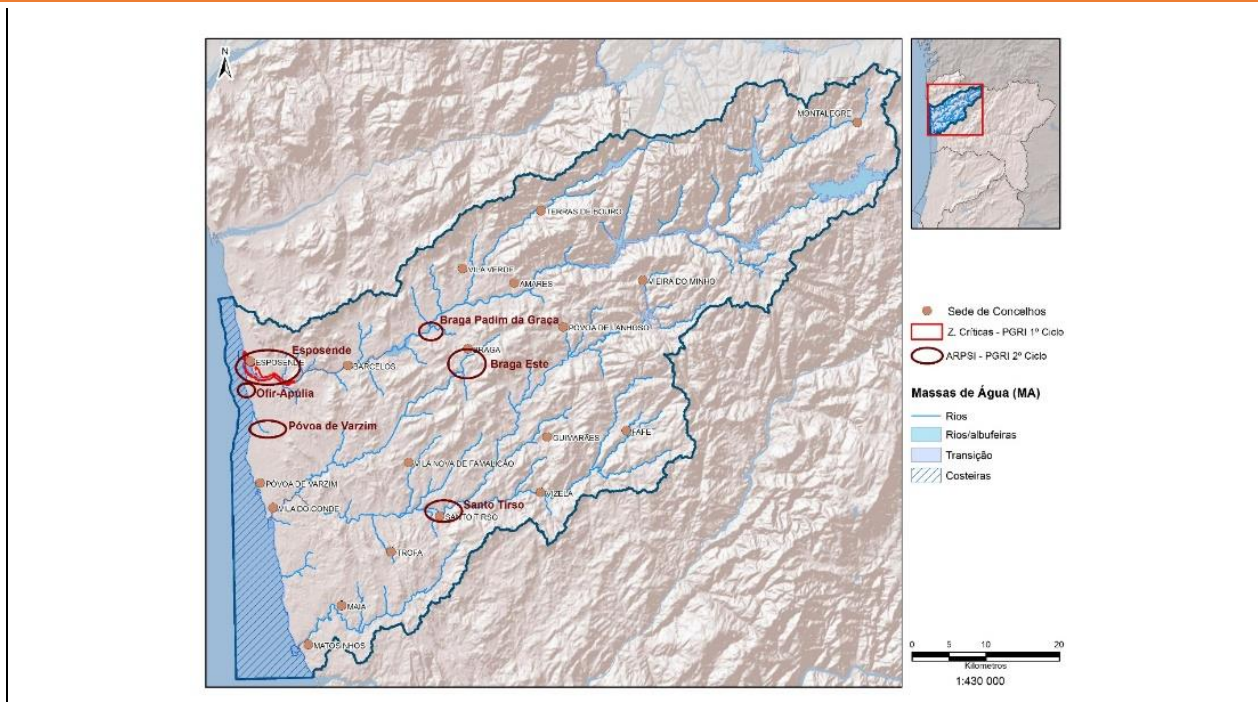 N
MONTALEGRE
TERRAS DE BOURO
VILA VERDE
AMARES
VIEIRA DO MINHO
Braga Padim da Graça
POVOA DE LANHOSO
BRAGA
Esposende
ESPOSENDE
BARCELOS
Braga Este
Ofir-Apúlia
Póvoa de Varzim
GUIMARÃES
FAFE
VILA NOVA DE FAMALICÃO
PÓVOA DE VARZIM
VIZELA
VILA DO CONDE
Santo Tirso
SANTO TIRSO
TROFA
MAIA
MATOSINHOS
Sede de Concelhos
Z. Críticas - PGRI 1º Ciclo
ARPSI - PGRI 2º Ciclo
Massas de Água (MA)
Rios
Rios/albufeiras
Transição
Costeiras
0 5 10 20
Kilometros
1:430 000